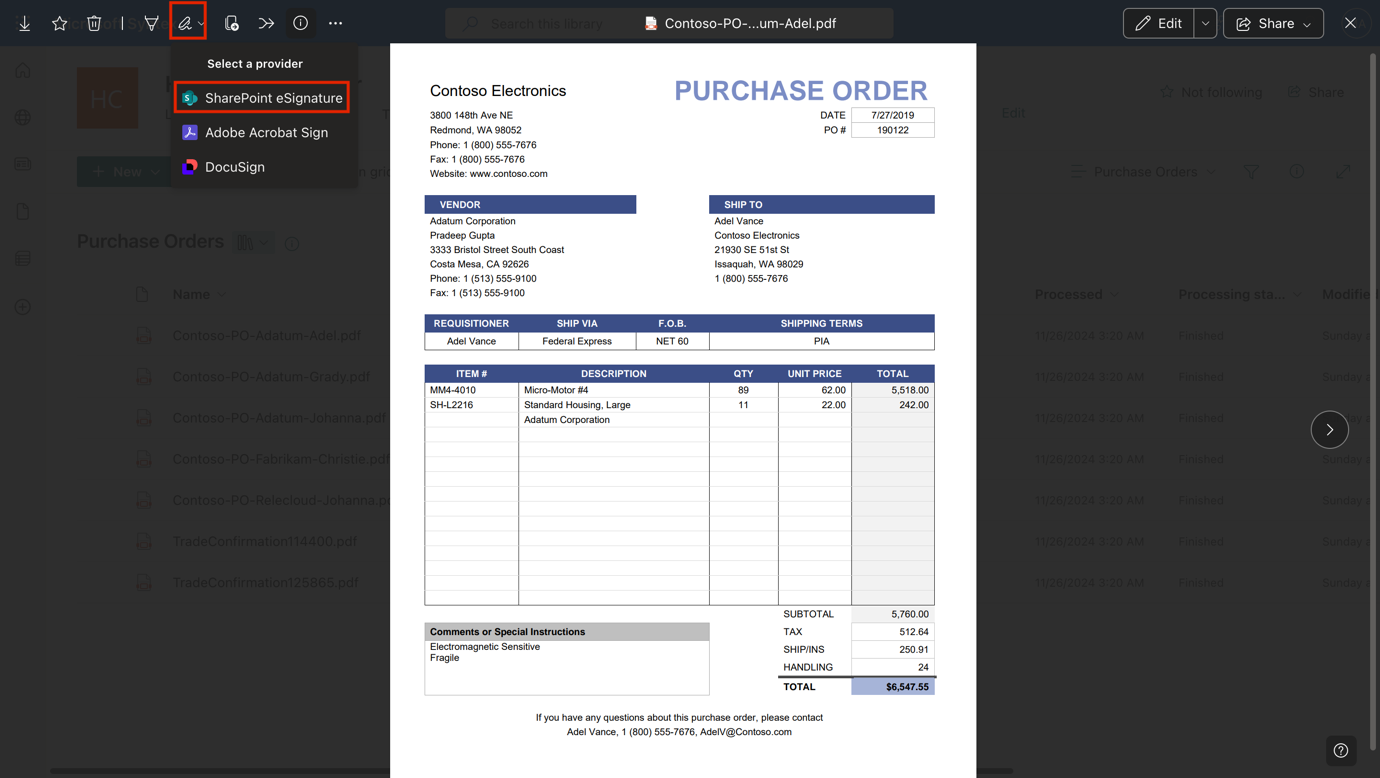 Search this library
Contoso-PO-...um-Adel.pdf
Edit
Share
Select a provider
SharePoint eSignature
Adobe Acrobat Sign
DocuSign
HC
Not following
Share
Edit
New
Purchase Orders
Purchase Orders
Name
Processed
Processing sta...
Modifie
Contoso-PO-Adatum-Adel.pdf
11/26/2024 3:20 AM
Finished
Sunday a
Contoso-PO-Adatum-Grady.pdf
11/26/2024 3:20 AM
Finished
Sunday a
Contoso-PO-Adatum-Johanna.pdf
11/26/2024 3:20 AM
Finished
Contoso-PO-Fabrikam-Christie.pdf
11/26/2024 3:20 AM
Finished
Sunday a
Contoso-PO-Relecloud-Johanna.p
11/26/2024 3:20 AM
Finished
Sunday a
TradeConfirmation114400.pdf
11/26/2024 3:20 AM
Finished
Sunday a
TradeConfirmation125865.pdf
11/26/2024 3:20 AM
Finished
Sunday a
Contoso Electronics
PURCHASE ORDER
3800 148th Ave NE
Redmond, WA 98052
Phone: 1 (800) 555-7676
Fax: 1 (800) 555-7676
Website: www.contoso.com
DATE 7/27/2019
PO # 190122
VENDOR
Adatum Corporation
Pradeep Gupta
3333 Bristol Street South Coast
Costa Mesa, CA 92626
Phone: 1 (513) 555-9100
Fax: 1 (513) 555-9100
SHIP TO
Adel Vance
Contoso Electronics
21930 SE 51st St
Issaquah, WA 98029
1 (800) 555-7676
REQUISITIONER SHIP VIA F.O.B. SHIPPING TERMS
Adel Vance Federal Express NET 60 PIA
ITEM # DESCRIPTION QTY UNIT PRICE TOTAL
MM4-4010 Micro-Motor #4 89 62.00 5,518.00
SH-L2216 Standard Housing, Large 11 22.00 242.00
Adatum Corporation
SUBTOTAL 5,760.00
TAX 512.64
SHIP/INS 250.91
HANDLING 24
TOTAL $6,547.55
Comments or Special Instructions
Electromagnetic Sensitive
Fragile
If you have any questions about this purchase order, please contact
Adel Vance, 1 (800) 555-7676, AdelV@Contoso.com